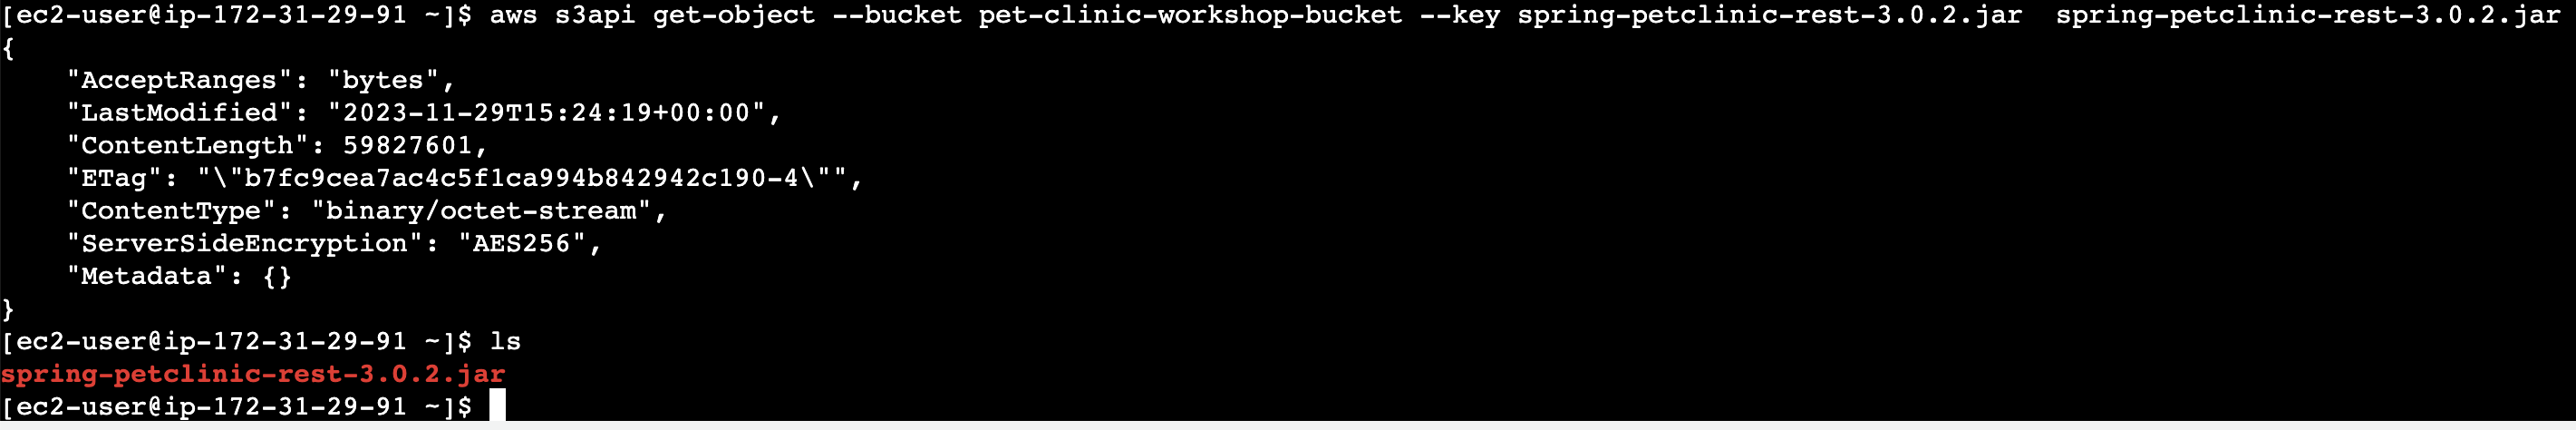 [ec2-user@ip-172-31-29-91 ~]$ aws s3api get-object --bucket pet-clinic-workshop-bucket --key spring-petclinic-rest-3.0.2.jar  spring-petclinic-rest-3.0.2.jar
{
    "AcceptRanges": "bytes",
    "LastModified": "2023-11-29T15:24:19+00:00",
    "ContentLength": 59827601,
    "ETag": "\"b7fc9cea7ac4c5f1ca994b842942c190-4\"",
    "ContentType": "binary/octet-stream",
    "ServerSideEncryption": "AES256",
    "Metadata": {}
}
[ec2-user@ip-172-31-29-91 ~]$ ls
spring-petclinic-rest-3.0.2.jar
[ec2-user@ip-172-31-29-91 ~]$